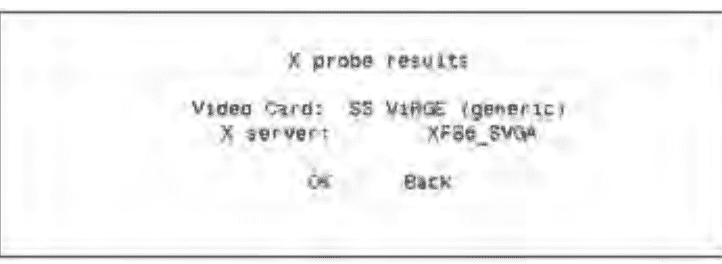 X probe results
Video Card: S3 ViRGE (generic)
X server: XF86_SVGA
OK Back